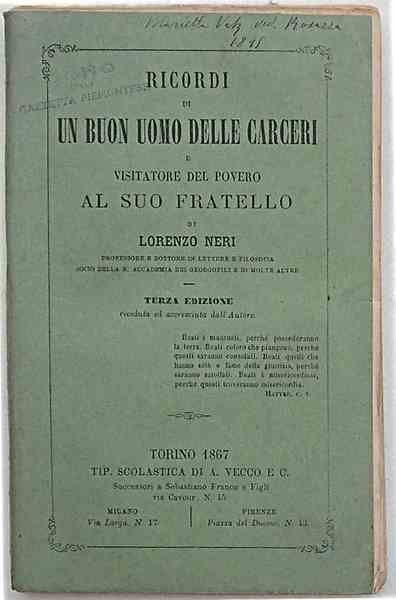 1878
GAZZETTA PIEMONTESE
RICORDI
DI
UN BUON UOMO DELLE CARCERI
E
VISITATORE DEL POVERO
AL SUO FRATELLO
DI
LORENZO NERI
PROFESSORE E DOTTORE IN LETTERE E FILOSOFIA
SOCIO DELLA R. ACCADEMIA DEI GEORGOFILI E DI MOLTE ALTRE
TERZA EDIZIONE
riveduta ed accresciuta dall'Autore
Beati i mansueti, perchè possederanno
la terra. Beati coloro che piangono, perchè
questi saranno consolati. Beati quelli che
hanno sete e fame della giustizia, perchè
saranno satollati. Beati i misericordiosi,
perchè questi troveranno misericordia.
MATTEO, C. V.
TORINO 1867
TIP. SCOLASTICA DI A. VECCO E C.
Successori a Sebastiano Franco e Figli
via Cavour, N. 15
MILANO
Via Larga, N. 17
FIRENZE
Piazza del Duomo, N. 13